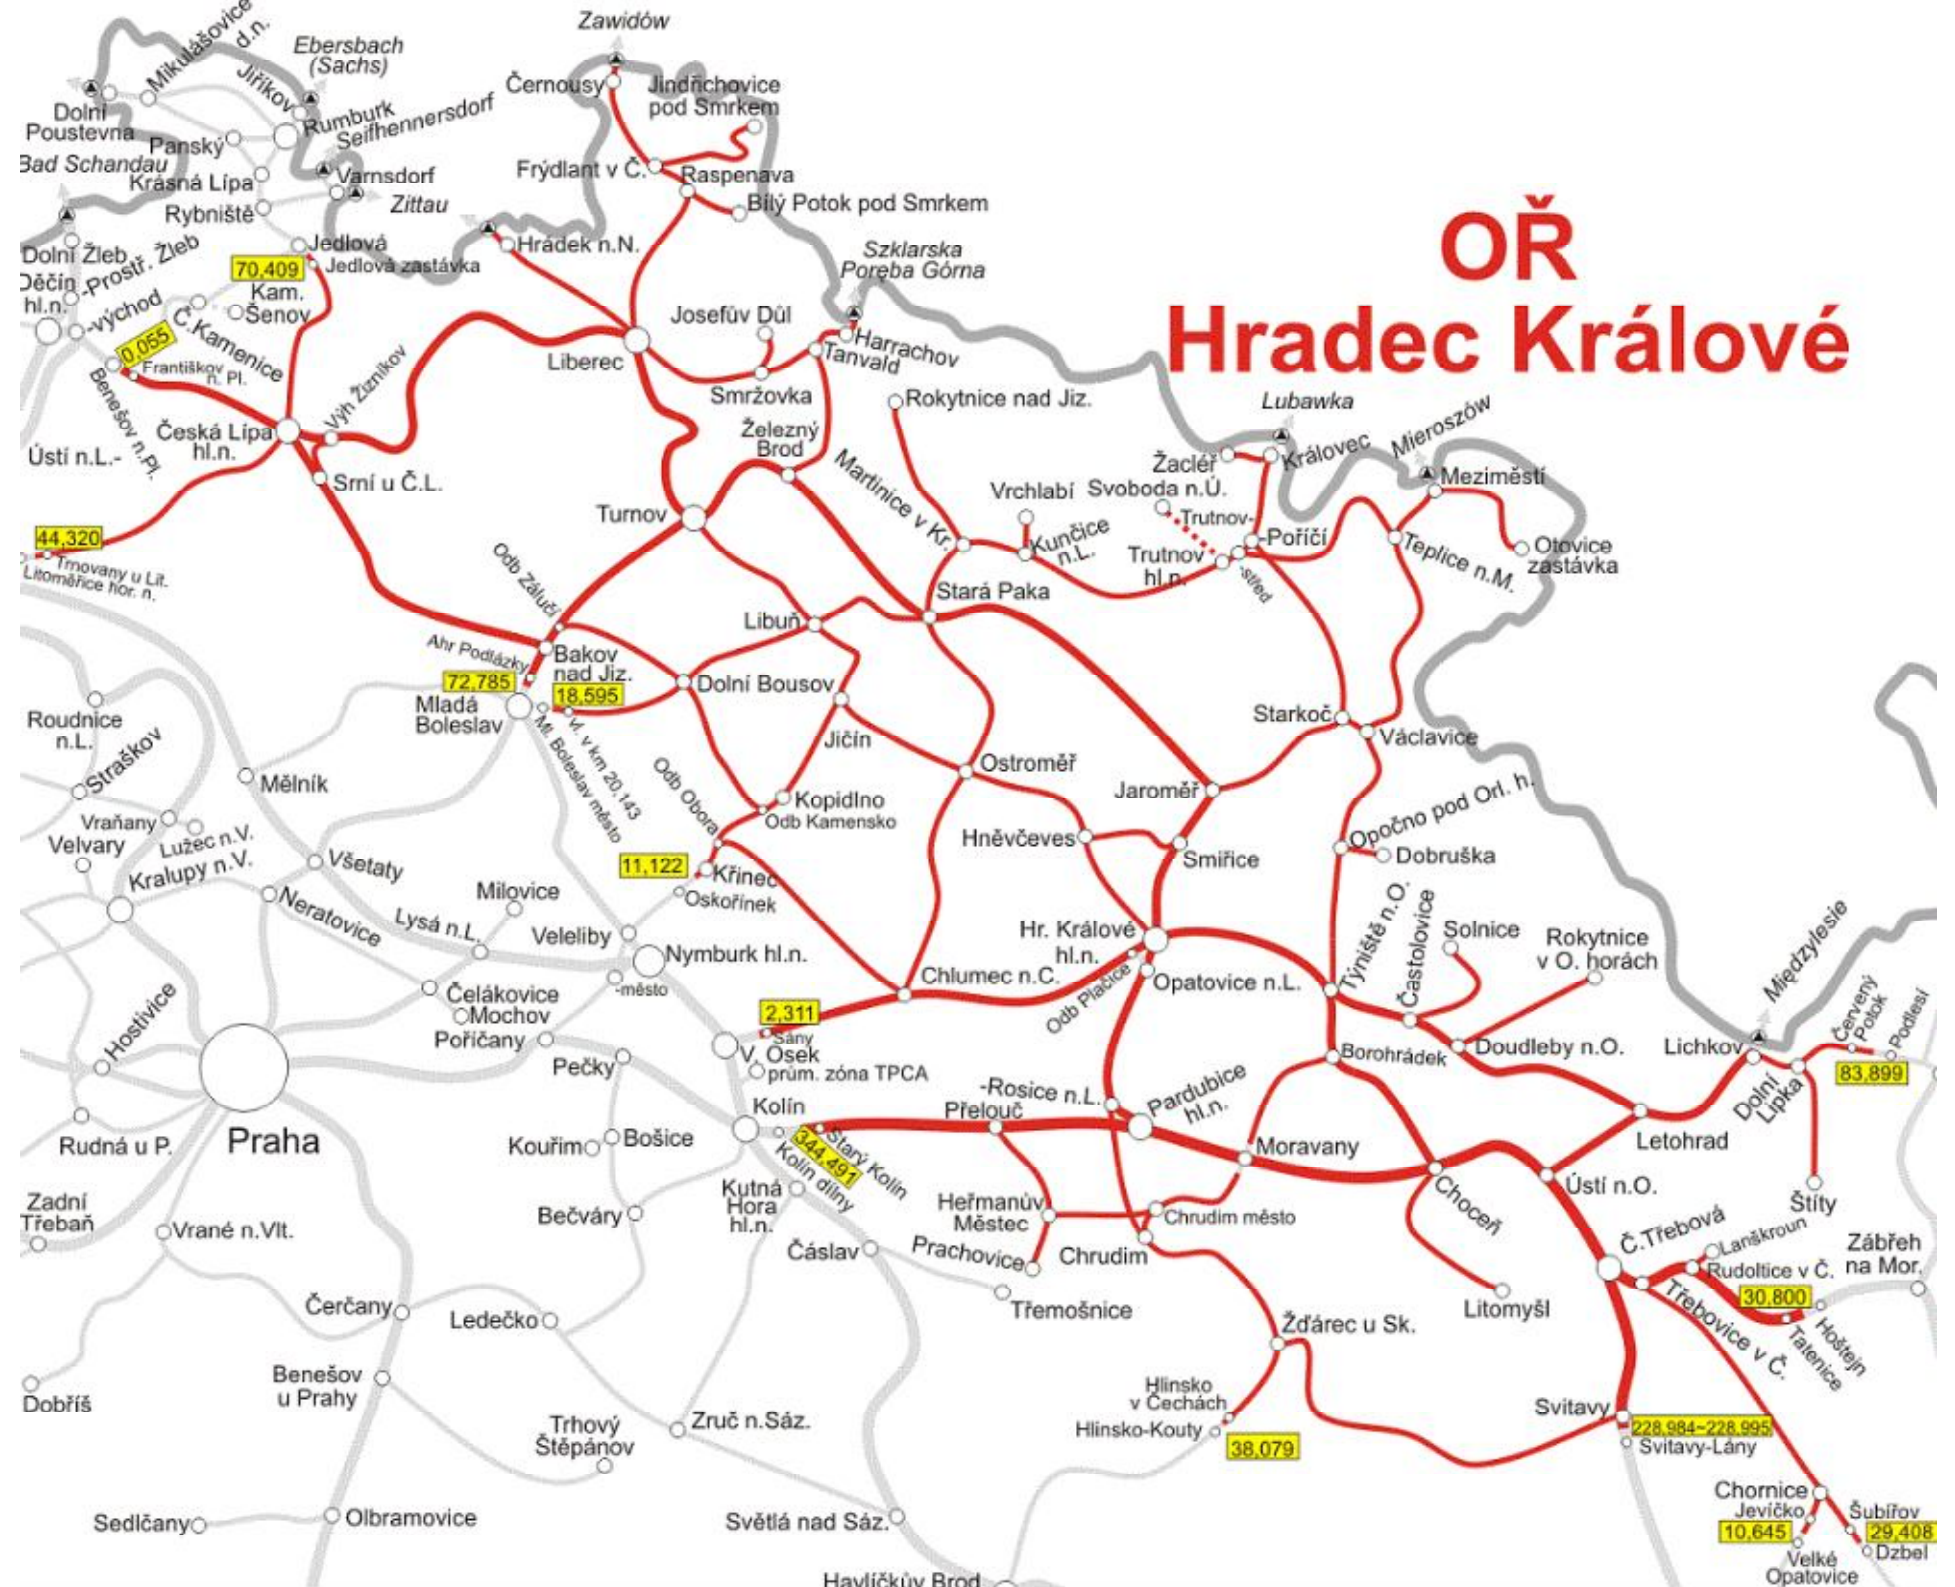 Mikulášovice
d.n.
Ebersbach
(Sachs)
Zawidów
Jiříkov
Dolní
Poustevna
Rumburk
Seifhennersdorf
Panský
Bad Schandau
Krásná Lípa
Varnsdorf
Rybniště
Zittau
Černousy
Jindřichovice
pod Smrkem
Frýdlant v Č.
Raspenava
Bílý Potok pod Smrkem
Hrádek n.N.
Szklarska
Poręba Górna
OŘ
Hradec Králové
Dolní Žleb
-Prostř. Žleb
Děčín
hl.n.
-východ
Jedlová
70,409
Jedlová zastávka
Kam.
Šenov
Č.Kamenice
0,055
Františkov
n. Pl.
Benešov n.Pl.
Josefův Důl
Harrachov
Tanvald
Liberec
Smržovka
Výh Žizníkov
Česká Lípa
hl.n.
Ústí n.L.-
Srní u Č.L.
Rokytnice nad Jiz.
Železný
Brod
Lubawka
Mieroszów
Královec
Žacléř
Meziměstí
Martinice v Kr.
Vrchlabí
Svoboda n.Ú.
Turnov
Kunčice
n.L.
Trutnov-
-Poříčí
Trutnov
hl.n.
-střed
Teplice n.M.
Otovice
zastávka
44,320
Trnovany u Lit.
Litoměřice hor. n.
Odb Zálučí
Stará Paka
Libuň
Ahr Podlázky
Bakov
nad Jiz.
72,785
18,595
Dolní Bousov
Mladá
Boleslav
Ml. Boleslav město
vl. v km 20,143
Jičín
Starkoč
Václavice
Roudnice
n.L.
Straškov
Mělník
Odb Obora
Ostroměř
Jaroměř
Kopidlno
Odb Kamensko
Opočno pod Orl. h.
Dobruška
Vraňany
Lužec n.V.
Velvary
Kralupy n.V.
Všetaty
Neratovice
Hněvčeves
Smiřice
11,122
Křinec
Oskořínek
Milovice
Lysá n.L.
Veleliby
Nymburk hl.n.
-město
Hr. Králové
hl.n.
Týniště n.O.
Častolovice
Solnice
Rokytnice
v O. horách
Międzylesie
Chlumec n.C.
Odb Plačice
Opatovice n.L.
Čelákovice
Mochov
Poříčany
Hostivice
2,311
Sány
V. Osek
prům. zóna TPCA
Pečky
Borohrádek
Doudleby n.O.
Lichkov
Červený
Potok
Podlesí
83,899
Dolní
Lipka
-Rosice n.L.
Pardubice
hl.n.
Přelouč
Kolín
Praha
Rudná u P.
Kouřim
Bošice
344,491
Starý Kolín
Kolín dílny
Moravany
Letohrad
Kutná
Hora
hl.n.
Heřmanův
Městec
Chrudim město
Choceň
Ústí n.O.
Štíty
Zadní
Třebaň
Vrané n.Vlt.
Bečváry
Čáslav
Prachovice
Chrudim
Č.Třebová
Lanškroun
Rudoltice v Č.
Zábřeh
na Mor.
30,800
Třebovice v Č.
Tatenice
Hoštejn
Čerčany
Ledečko
Třemošnice
Litomyšl
Žďárec u Sk.
Benešov
u Prahy
Dobříš
Hlinsko
v Čechách
Hlinsko-Kouty
38,079
Svitavy
228,984~228,995
Svitavy-Lány
Trhový
Štěpánov
Zruč n.Sáz.
Sedlčany
Olbramovice
Světlá nad Sáz.
Chornice
Jevíčko
10,645
Velké
Opatovice
Šubířov
29,408
Dzbel
Havlíčkův Brod